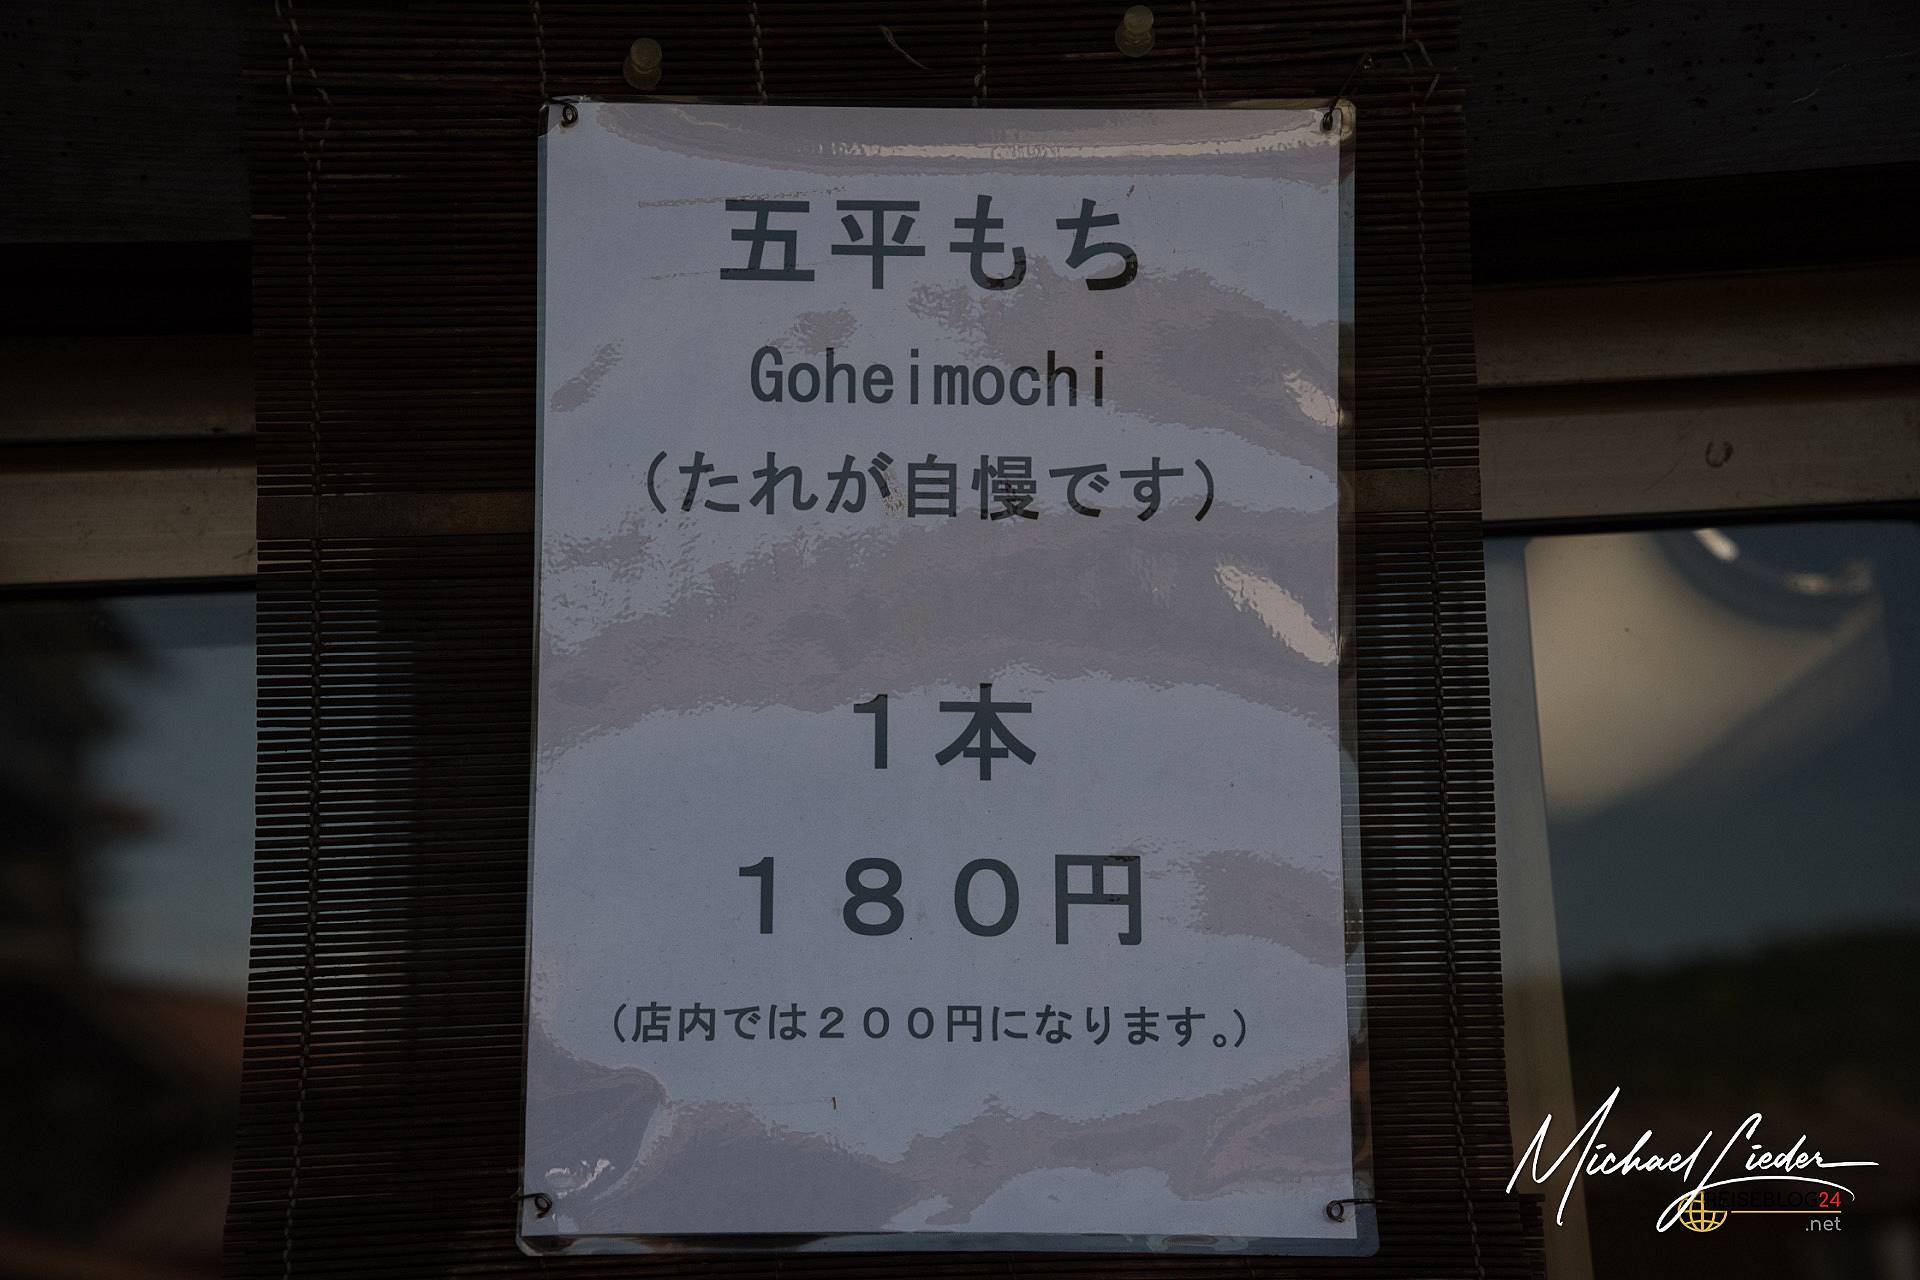 五平もち
Goheimochi
（たれが自慢です）
１本
１８０円
（店内では２００円になります。）
Michael Lieder
REISEBLOG24
.net